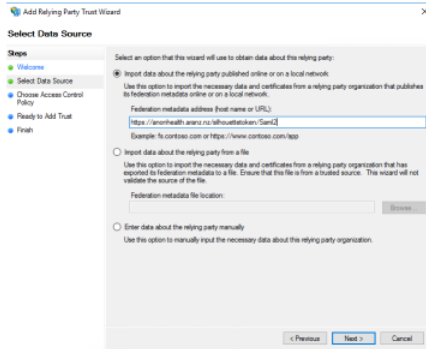 Add Relying Party Trust Wizard
Select Data Source
Steps
Welcome
Select Data Source
Choose Access Control
Policy
Ready to Add Trust
Finish
Select an option that this wizard will use to obtain data about this relying party:
Import data about the relying party published online or on a local network
Use this option to import the necessary data and certificates from a relying party organization that publishes
its federation metadata online or on a local network.
Federation metadata address (host name or URL):
https://anonhealth.aranz.nz/silhouettetoken/Saml2
Example: fs.contoso.com or https://www.contoso.com/app
Import data about the relying party from a file
Use this option to import the necessary data and certificates from a relying party organization that has
exported its federation metadata to a file. Ensure that this file is from a trusted source. This wizard will not
validate the source of the file.
Federation metadata file location:
Browse...
Enter data about the relying party manually
Use this option to manually input the necessary data about this relying party organization.
< Previous
Next >
Cancel